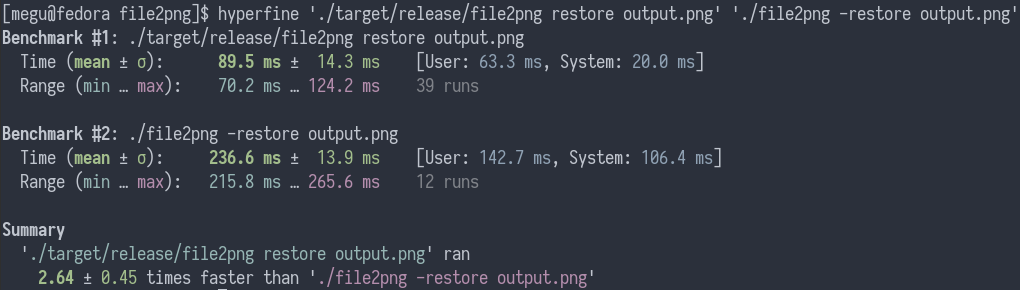 [megu@fedora file2png]$ hyperfine './target/release/file2png restore output.png' './file2png -restore output.png'
Benchmark #1: ./target/release/file2png restore output.png
  Time (mean ± σ):      89.5 ms ±  14.3 ms    [User: 63.3 ms, System: 20.0 ms]
  Range (min … max):    70.2 ms … 124.2 ms    39 runs

Benchmark #2: ./file2png -restore output.png
  Time (mean ± σ):     236.6 ms ±  13.9 ms    [User: 142.7 ms, System: 106.4 ms]
  Range (min … max):   215.8 ms … 265.6 ms    12 runs

Summary
  './target/release/file2png restore output.png' ran
    2.64 ± 0.45 times faster than './file2png -restore output.png'